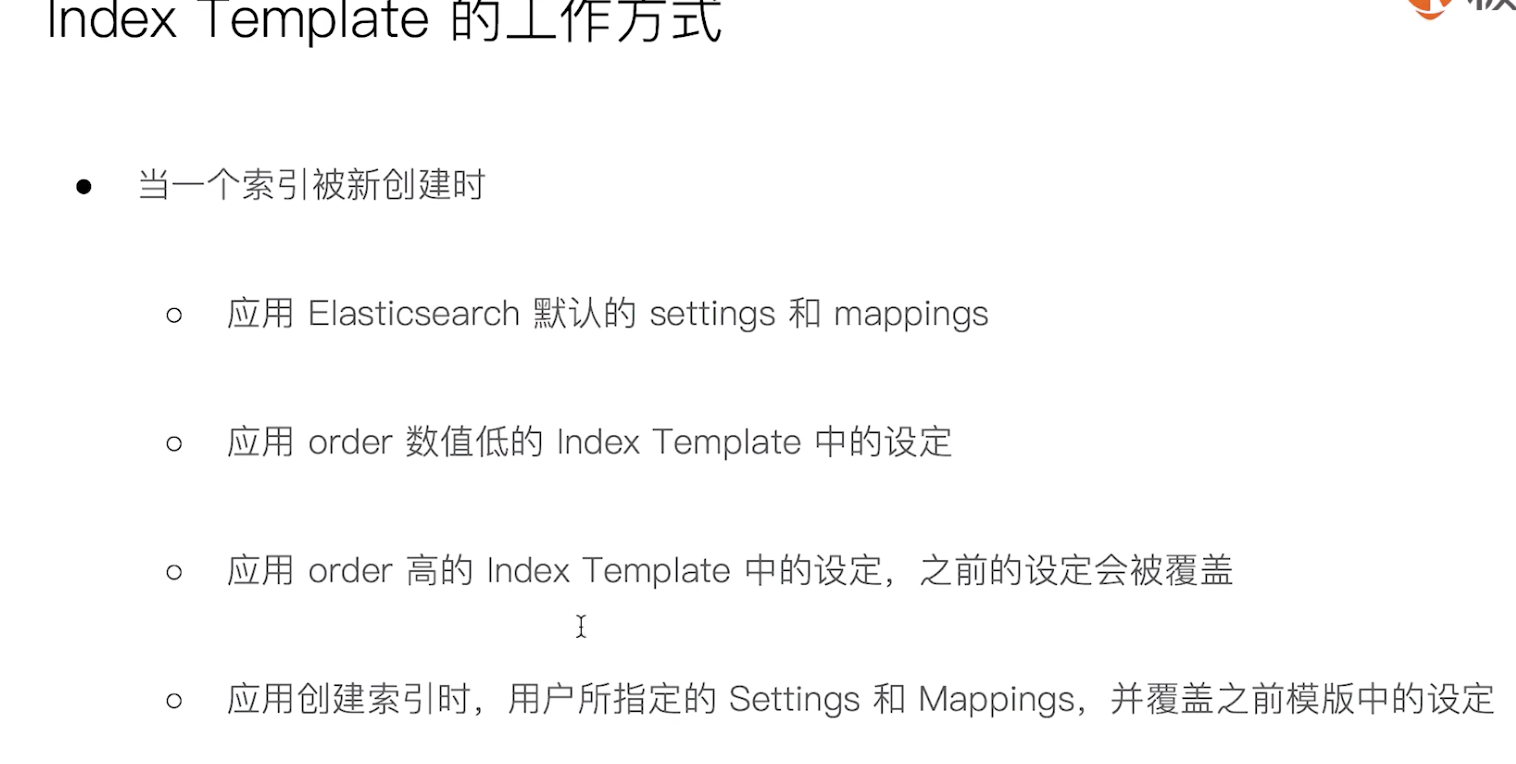 Index Template 的工作方式
当一个索引被新创建时
应用 Elasticsearch 默认的 settings 和 mappings
应用 order 数值低的 Index Template 中的设定
应用 order 高的 Index Template 中的设定，之前的设定会被覆盖
应用创建索引时，用户所指定的 Settings 和 Mappings，并覆盖之前模版中的设定